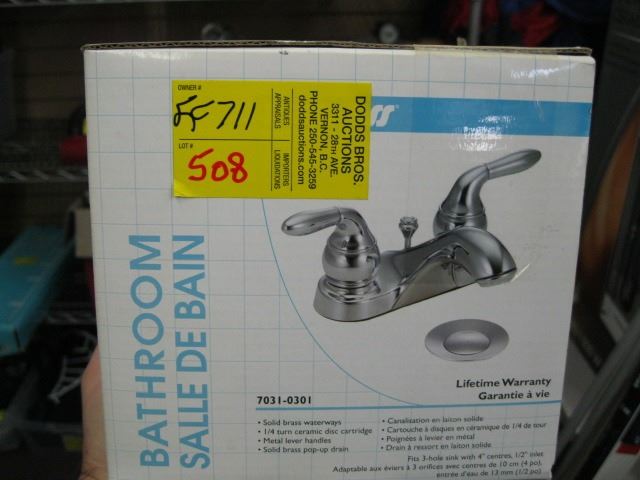 OWNER #
711
LOT #
508
ANTIQUES
APPRAISALS
IMPORTERS
LIQUIDATIONS
DODDS BROS.
AUCTIONS
3311 - 28TH AVE.
VERNON, B.C.
PHONE 250-545-3259
doddsauctions.com
BATHROOM
SALLE DE BAIN
Lifetime Warranty
Garantie à vie
7031-0301
• Solid brass waterways
• 1/4 turn ceramic disc cartridge
• Metal lever handles
• Solid brass pop-up drain
• Canalization en laiton solide
• Cartouche à disques en céramique de 1/4 de tour
• Poignées à levier en métal
• Drain à ressort en laiton solide
Fits 3-hole sink with 4" centres, 1/2" inlet
Adaptable aux éviers à 3 orifices avec centres de 10 cm (4 po),
entrée d'eau de 13 mm (1/2 po)